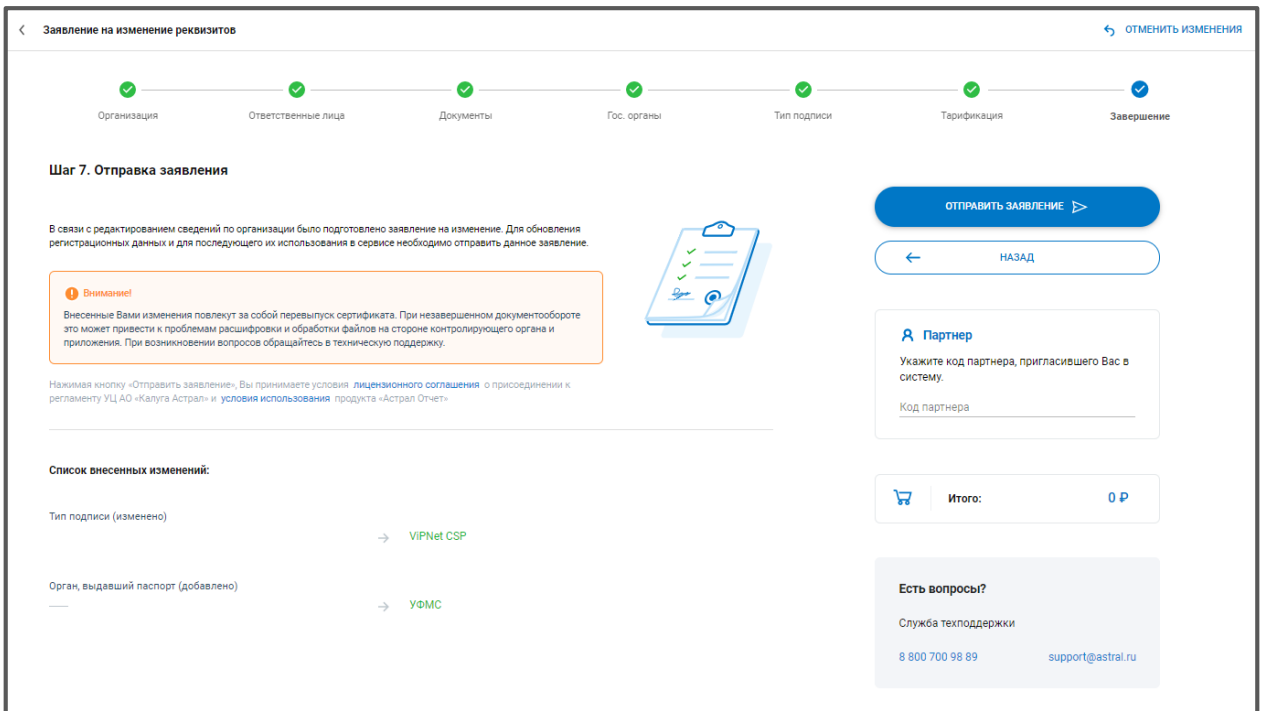 Заявление на изменение реквизитов
ОТМЕНИТЬ ИЗМЕНЕНИЯ
Организация
Ответственные лица
Документы
Гос. органы
Тип подписи
Тарификация
Завершение
Шаг 7. Отправка заявления
В связи с редактированием сведений по организации было подготовлено заявление на изменение. Для обновления
регистрационных данных и для последующего их использования в сервисе необходимо отправить данное заявление.
Внимание!
Внесенные Вами изменения повлекут за собой перевыпуск сертификата. При незавершенном документообороте
это может привести к проблемам расшифровки и обработки файлов на стороне контролирующего органа и
приложения. При возникновении вопросов обращайтесь в техническую поддержку.
Нажимая кнопку «Отправить заявление», Вы принимаете условия лицензионного соглашения о присоединении к
регламенту УЦ АО «Калуга Астрал» и условия использования продукта «Астрал Отчет»
Список внесенных изменений:
Тип подписи (изменено)
ViPNet CSP
Орган, выдавший паспорт (добавлено)
УФМС
ОТПРАВИТЬ ЗАЯВЛЕНИЕ
НАЗАД
Партнер
Укажите код партнера, пригласившего Вас в
систему.
Код партнера
Итого: 0 ₽
Есть вопросы?
Служба техподдержки
8 800 700 98 89 support@astral.ru